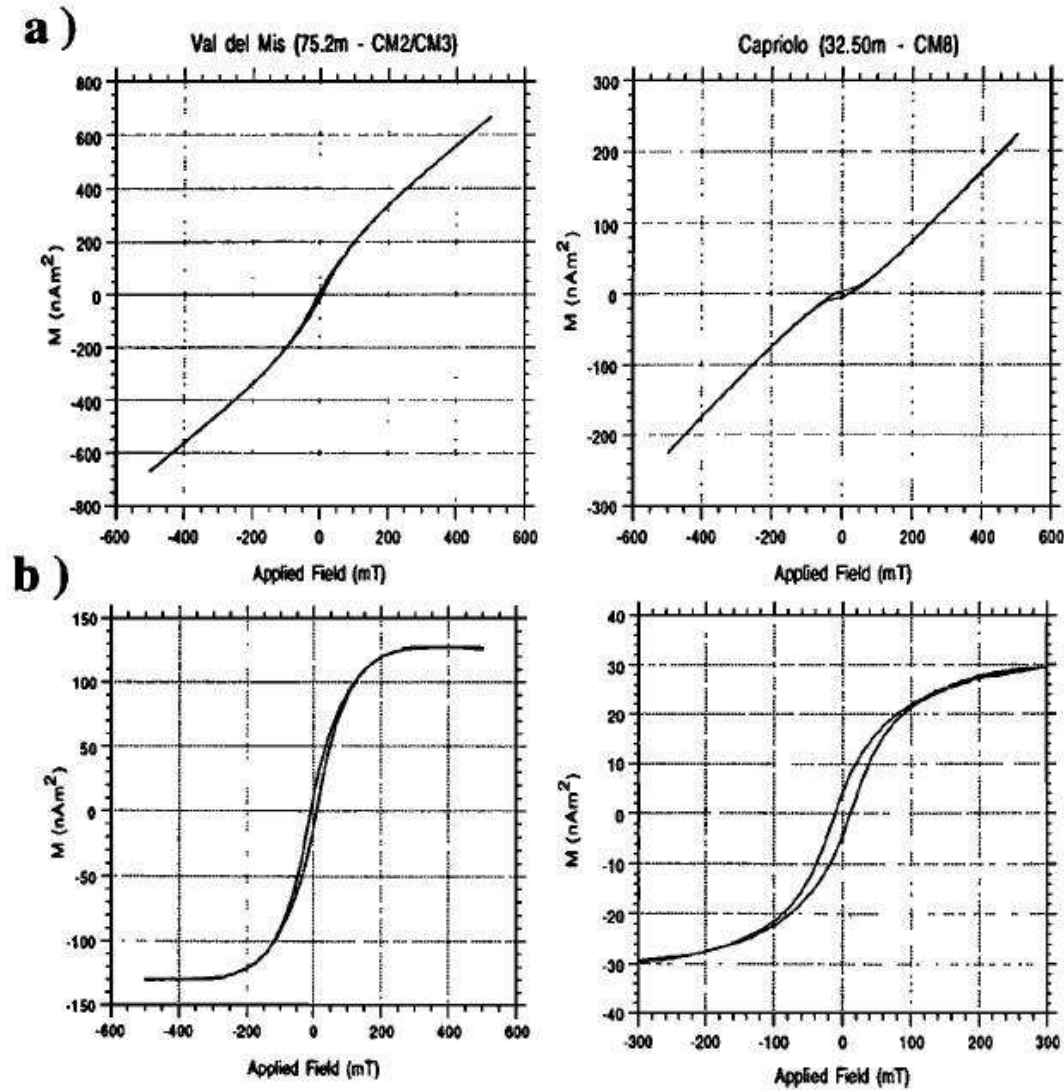 a )
Val del Mis (75.2m - CM2/CM3)
800
600
400
200
0
-200
-400
-600
-800
M (nAm²)
-600 -400 -200 0 200 400 600
Applied Field (mT)
Capriolo (32.50m - CM8)
300
200
100
0
-100
-200
-300
M (nAm²)
-600 -400 -200 0 200 400 600
Applied Field (mT)
b )
150
100
50
0
-50
-100
-150
M (nAm²)
-600 -400 -200 0 200 400 600
Applied Field (mT)
40
30
20
10
0
-10
-20
-30
-40
M (nAm²)
-300 -200 -100 0 100 200 300
Applied Field (mT)